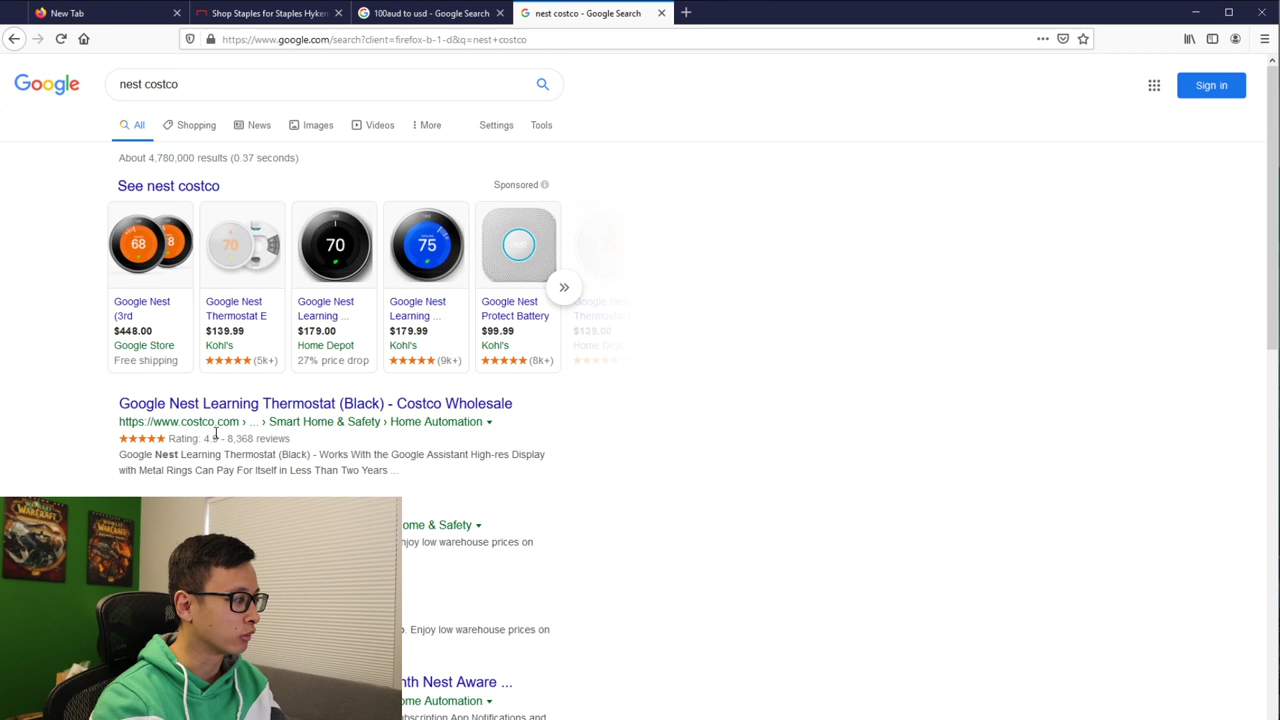 New Tab
Shop Staples for Staples Hyken
100aud to usd - Google Search
nest costco - Google Search
https://www.google.com/search?client=firefox-b-1-d&q=nest+costco
Google
nest costco
Sign in
All
Shopping
News
Images
Videos
More
Settings
Tools
About 4,780,000 results (0.37 seconds)
See nest costco
Sponsored
68
8
70
70
75
nest
Google Nest (3rd
$448.00
Google Store
Free shipping
Google Nest Thermostat E
$139.99
Kohl's
(5k+)
Google Nest Learning ...
$179.00
Home Depot
27% price drop
Google Nest Learning ...
$179.99
Kohl's
(9k+)
Google Nest Protect Battery
$99.99
Kohl's
(8k+)
Google Nest Thermostat
$139.00
Home Depot
Google Nest Learning Thermostat (Black) - Costco Wholesale
https://www.costco.com › ... › Smart Home & Safety › Home Automation
Rating: 4.9 - 8,368 reviews
Google Nest Learning Thermostat (Black) - Works With the Google Assistant High-res Display
with Metal Rings Can Pay For Itself in Less Than Two Years ...
ome & Safety
njoy low warehouse prices on
o. Enjoy low warehouse prices on
nth Nest Aware ...
ome Automation
bscription App Notifications and
WARCRAFT
WARCRAFT